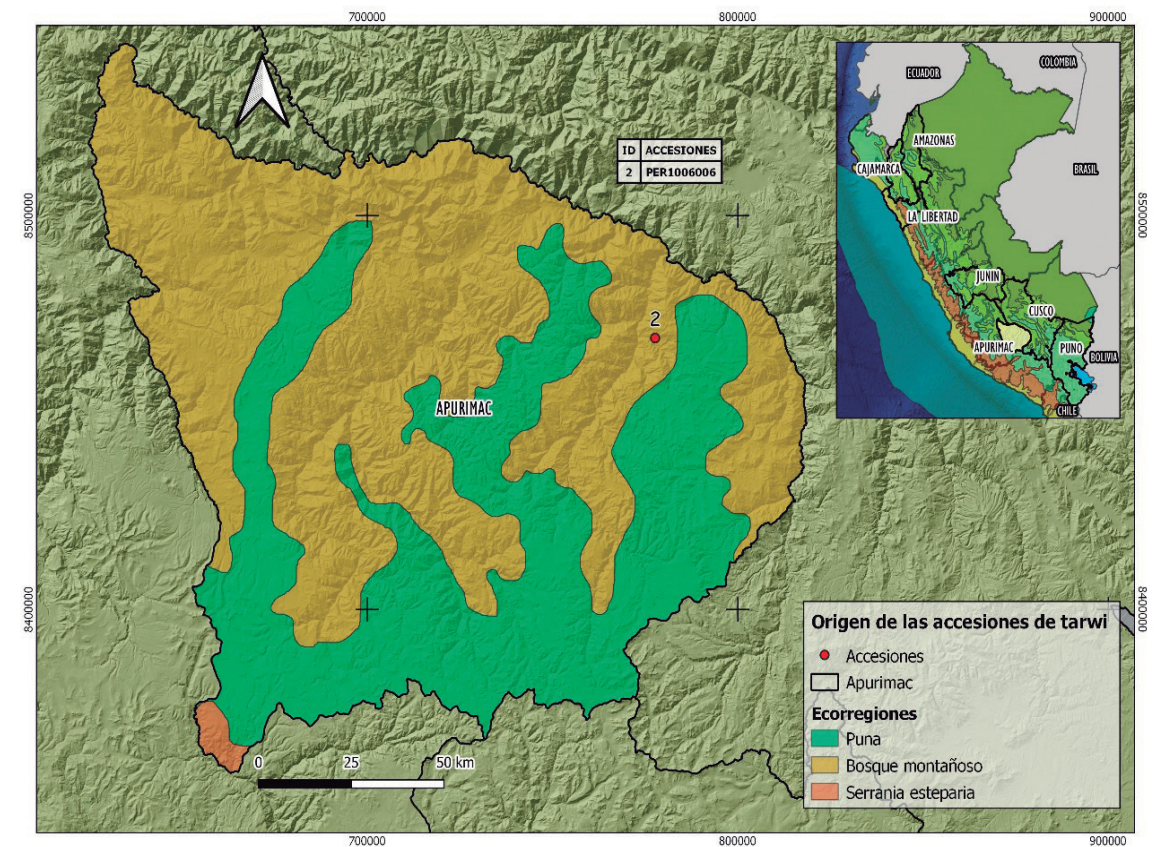 700000
800000
900000
8500000
8400000
ID ACCESIONES
2 PER1006006
2
APURIMAC
ECUADOR
COLOMBIA
AMAZONAS
CAJAMARCA
BRASIL
LA LIBERTAD
JUNIN
CUSCO
APURIMAC
PUNO
BOLIVIA
CHILE
8500000
8400000
Origen de las accesiones de tarwi
Accesiones
Apurimac
Ecorregiones
Puna
Bosque montañoso
Serrania esteparia
0 25 50 km
700000
800000
900000